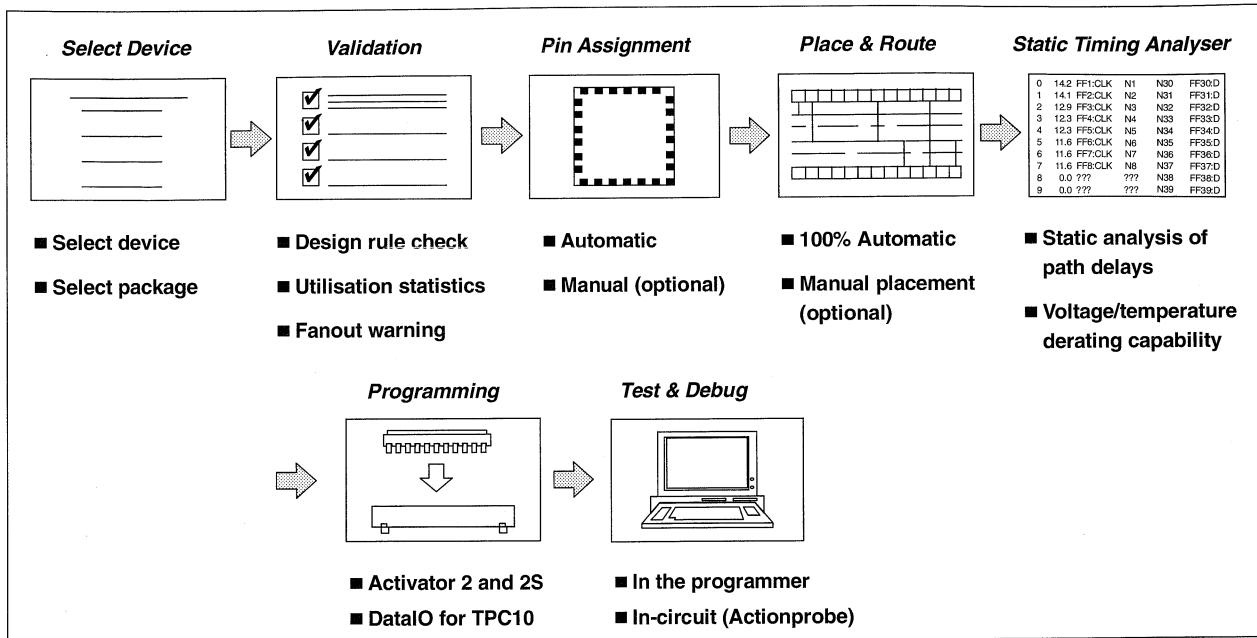 Select Device
Validation
Pin Assignment
Place & Route
Static Timing Analyser
0 14.2 FF1:CLK N1 N30 FF30:D
1 14.1 FF2:CLK N2 N31 FF31:D
2 12.9 FF3:CLK N3 N32 FF32:D
3 12.3 FF4:CLK N4 N33 FF33:D
4 12.3 FF5:CLK N5 N34 FF34:D
5 11.6 FF6:CLK N6 N35 FF35:D
6 11.6 FF7:CLK N7 N36 FF36:D
7 11.6 FF8:CLK N8 N37 FF37:D
8 0.0 ??? ??? N38 FF38:D
9 0.0 ??? ??? N39 FF39:D
■ Select device
■ Select package
■ Design rule check
■ Utilisation statistics
■ Fanout warning
■ Automatic
■ Manual (optional)
■ 100% Automatic
■ Manual placement
(optional)
■ Static analysis of
path delays
■ Voltage/temperature
derating capability
Programming
Test & Debug
■ Activator 2 and 2S
■ DataIO for TPC10
■ In the programmer
■ In-circuit (Actionprobe)